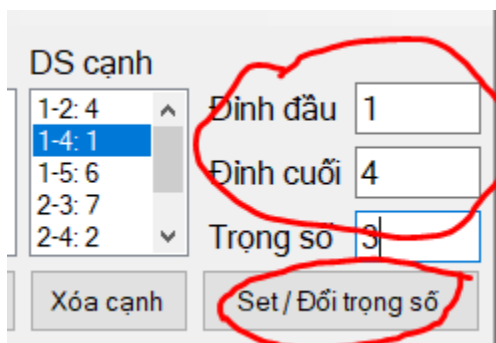 DS cạnh
1-2: 4
1-4: 1
1-5: 6
2-3: 7
2-4: 2
Đỉnh đầu 1
Đỉnh cuối 4
Trọng số 3
Xóa cạnh
Set / Đổi trọng số